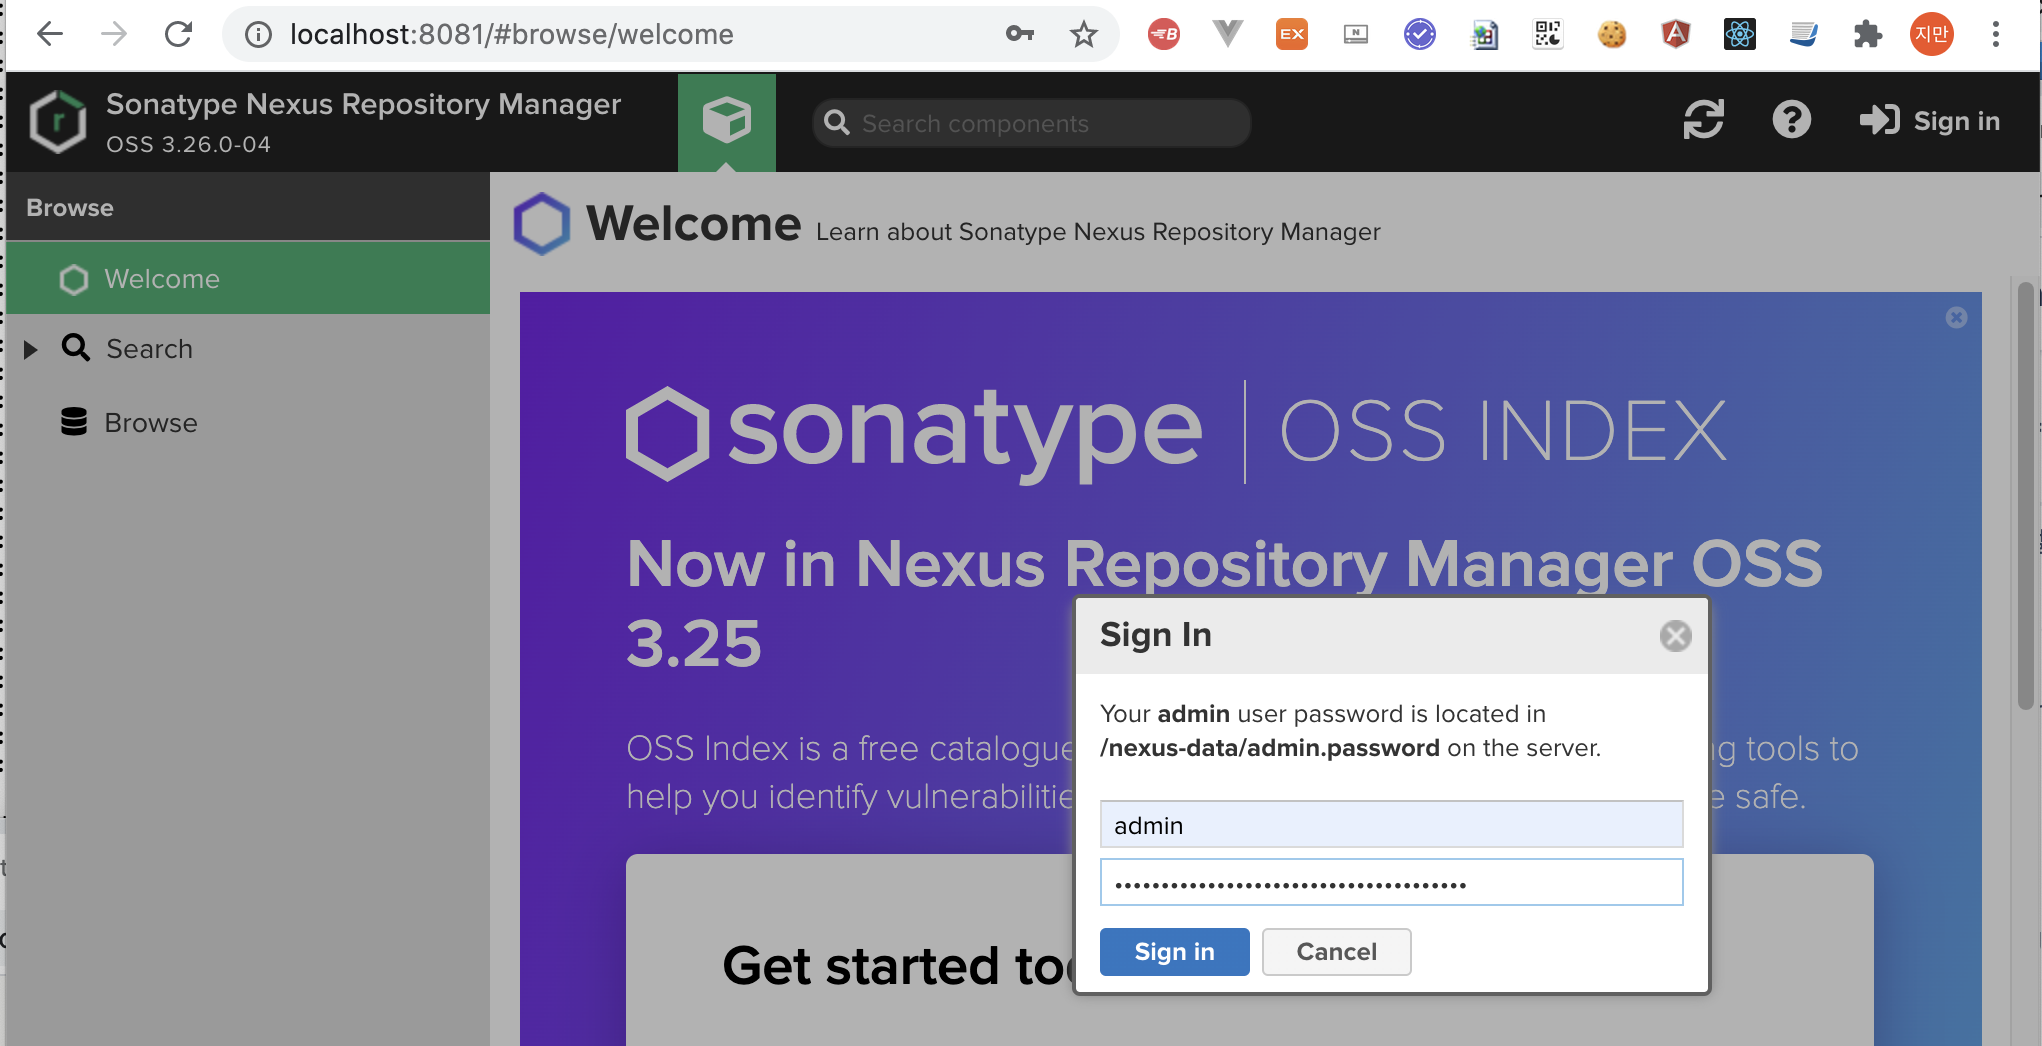 localhost:8081/#browse/welcome
EX
N
지만
Sonatype Nexus Repository Manager
OSS 3.26.0-04
Search components
Sign in
Browse
Welcome
Search
Browse
Welcome Learn about Sonatype Nexus Repository Manager
sonatype OSS INDEX
Now in Nexus Repository Manager OSS
3.25
OSS Index is a free catalogue
g tools to
help you identify vulnerabilitie
e safe.
Get started to
Sign In
Your admin user password is located in
/nexus-data/admin.password on the server.
admin
••••••••••••••••••••••••••••••••••••
Sign in
Cancel